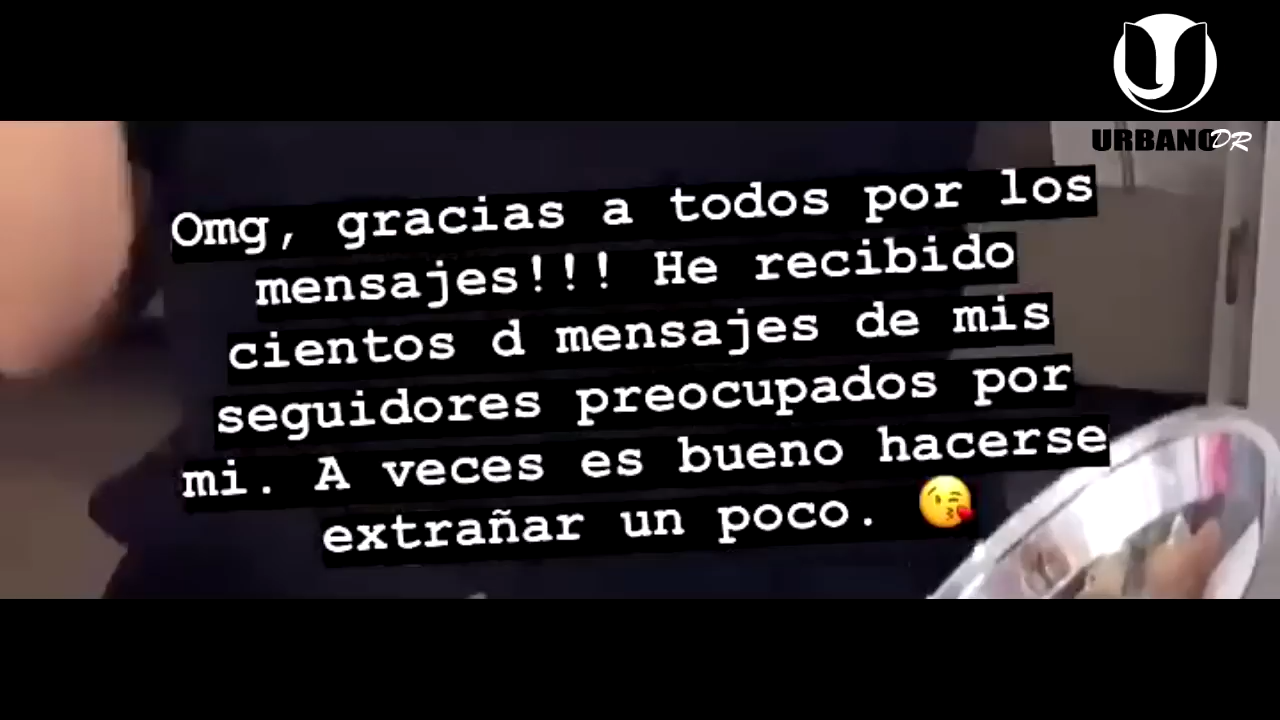 URBANO DR
Omg, gracias a todos por los
mensajes!!! He recibido
cientos d mensajes de mis
seguidores preocupados por
mi. A veces es bueno hacerse
extrañar un poco. 😘